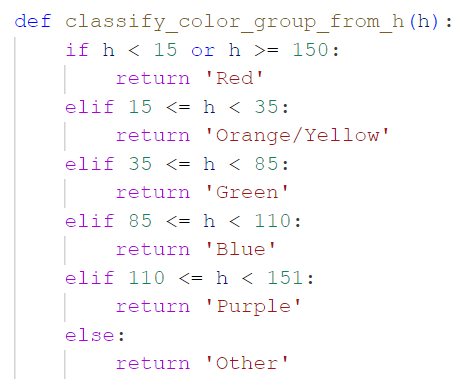 def classify_color_group_from_h(h):
    if h < 15 or h >= 150:
        return 'Red'
    elif 15 <= h < 35:
        return 'Orange/Yellow'
    elif 35 <= h < 85:
        return 'Green'
    elif 85 <= h < 110:
        return 'Blue'
    elif 110 <= h < 151:
        return 'Purple'
    else:
        return 'Other'